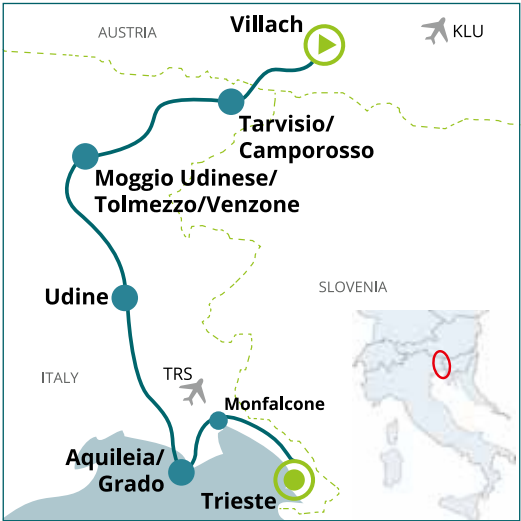 AUSTRIA
Villach
KLU
Tarvisio/
Camporosso
Moggio Udinese/
Tolmezzo/Venzone
SLOVENIA
Udine
ITALY
TRS
Monfalcone
Aquileia/
Grado
Trieste